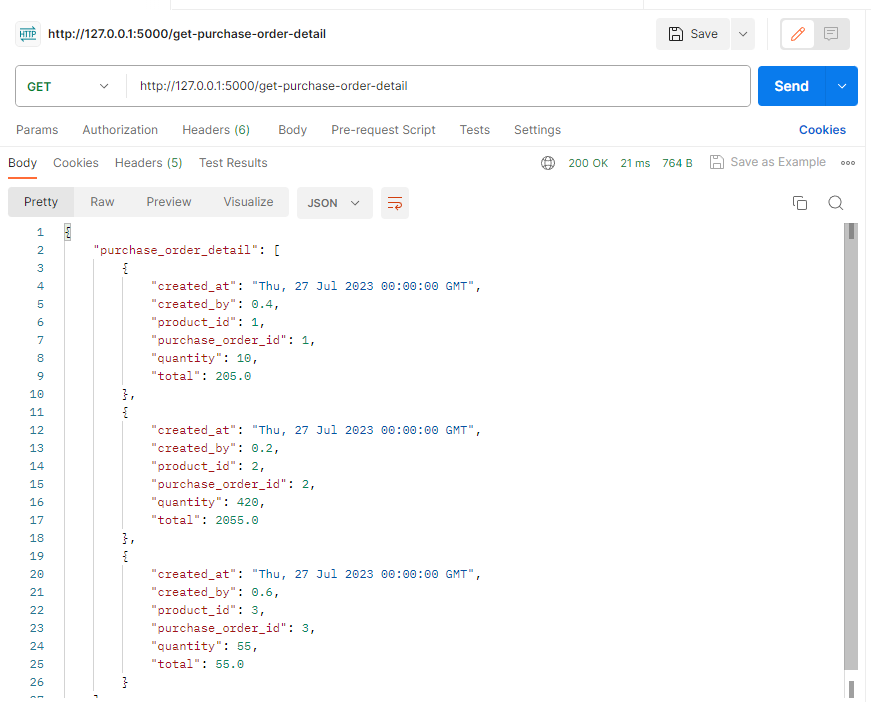 HTTP http://127.0.0.1:5000/get-purchase-order-detail Save
GET http://127.0.0.1:5000/get-purchase-order-detail Send
Params Authorization Headers (6) Body Pre-request Script Tests Settings Cookies
Body Cookies Headers (5) Test Results 200 OK 21 ms 764 B Save as Example
Pretty Raw Preview Visualize JSON
1 {
2 "purchase_order_detail": [
3 {
4 "created_at": "Thu, 27 Jul 2023 00:00:00 GMT",
5 "created_by": 0.4,
6 "product_id": 1,
7 "purchase_order_id": 1,
8 "quantity": 10,
9 "total": 205.0
10 },
11 {
12 "created_at": "Thu, 27 Jul 2023 00:00:00 GMT",
13 "created_by": 0.2,
14 "product_id": 2,
15 "purchase_order_id": 2,
16 "quantity": 420,
17 "total": 2055.0
18 },
19 {
20 "created_at": "Thu, 27 Jul 2023 00:00:00 GMT",
21 "created_by": 0.6,
22 "product_id": 3,
23 "purchase_order_id": 3,
24 "quantity": 55,
25 "total": 55.0
26 }